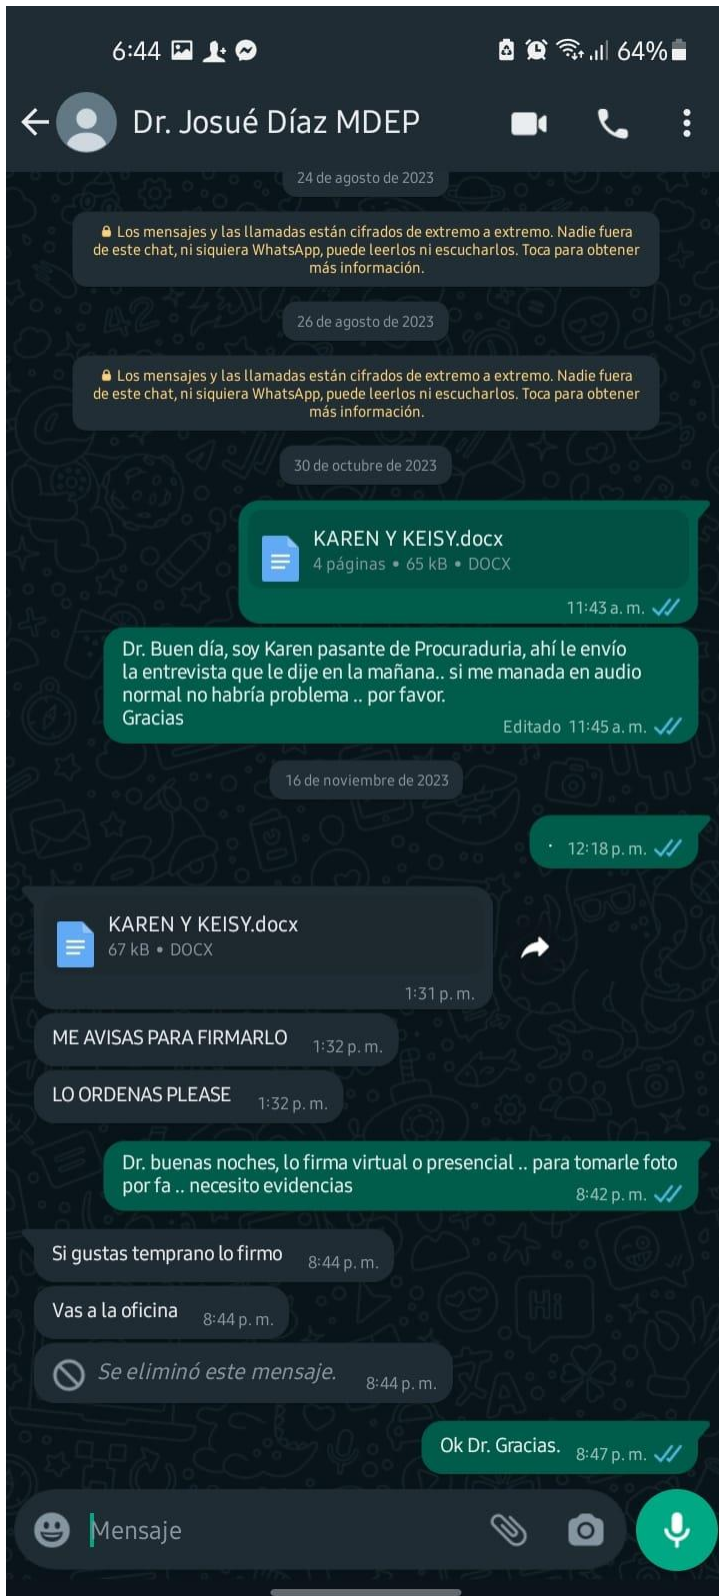 6:44
64%
Dr. Josué Díaz MDEP
24 de agosto de 2023
Los mensajes y las llamadas están cifrados de extremo a extremo. Nadie fuera
de este chat, ni siquiera WhatsApp, puede leerlos ni escucharlos. Toca para obtener
más información.
26 de agosto de 2023
Los mensajes y las llamadas están cifrados de extremo a extremo. Nadie fuera
de este chat, ni siquiera WhatsApp, puede leerlos ni escucharlos. Toca para obtener
más información.
30 de octubre de 2023
KAREN Y KEISY.docx
4 páginas • 65 kB • DOCX
11:43 a. m.
Dr. Buen día, soy Karen pasante de Procuraduria, ahí le envío
la entrevista que le dije en la mañana.. si me manada en audio
normal no habría problema .. por favor.
Gracias
Editado 11:45 a. m.
16 de noviembre de 2023
. 12:18 p. m.
KAREN Y KEISY.docx
67 kB • DOCX
1:31 p. m.
ME AVISAS PARA FIRMARLO 1:32 p. m.
LO ORDENAS PLEASE 1:32 p. m.
Dr. buenas noches, lo firma virtual o presencial .. para tomarle foto
por fa .. necesito evidencias 8:42 p. m.
Si gustas temprano lo firmo 8:44 p. m.
Vas a la oficina 8:44 p. m.
Se eliminó este mensaje. 8:44 p. m.
Ok Dr. Gracias. 8:47 p. m.
Mensaje